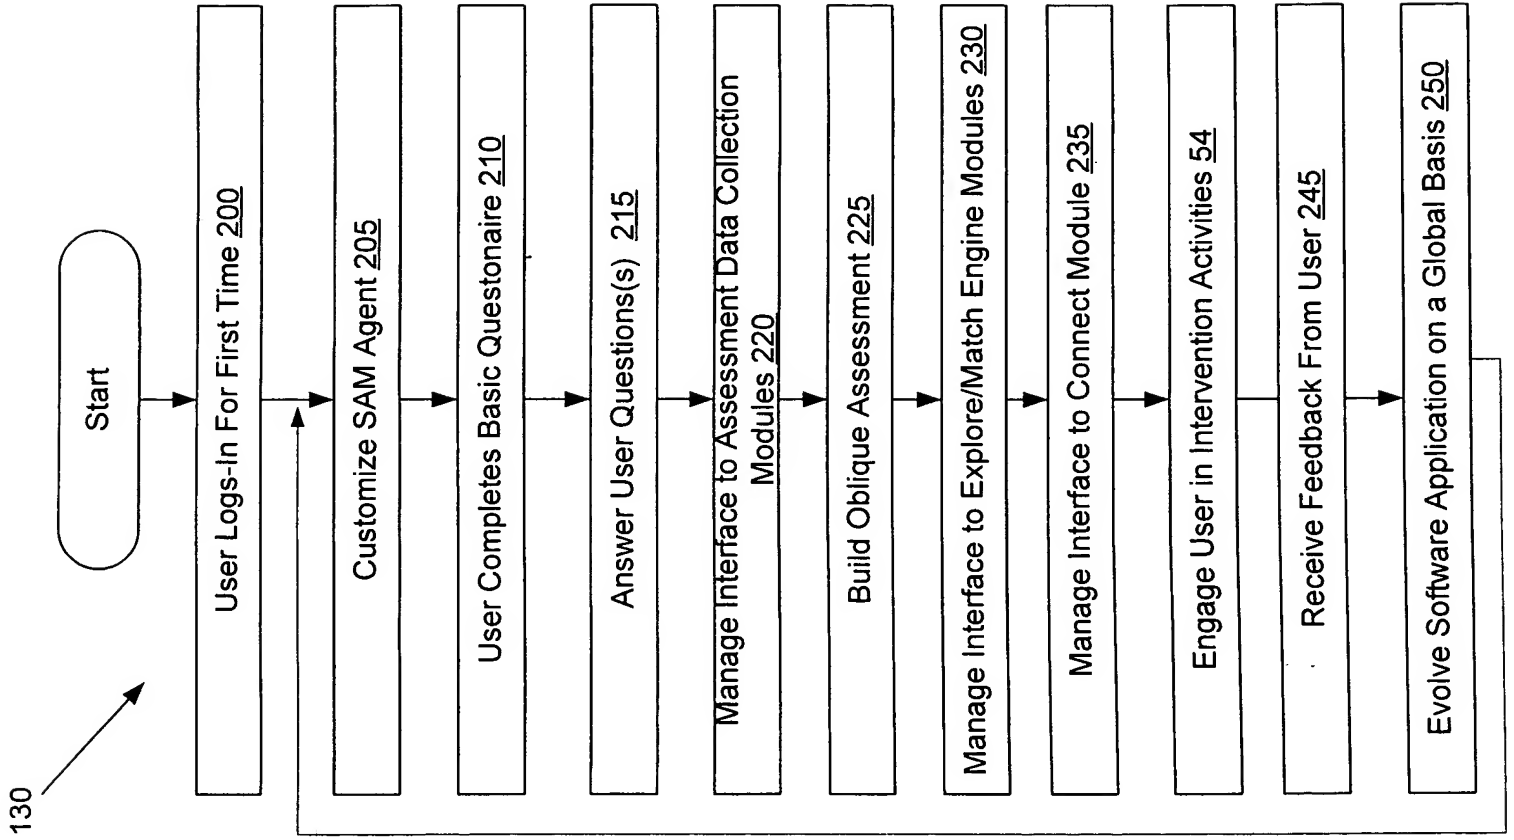 130
Start
User Logs-In For First Time 200
Customize SAM Agent 205
User Completes Basic Questonaire 210
Answer User Questions(s) 215
Manage Interface to Assessment Data Collection
Modules 220
Build Oblique Assessment 225
Manage Interface to Explore/Match Engine Modules 230
Manage Interface to Connect Module 235
Engage User in Intervention Activities 54
Receive Feedback From User 245
Evolve Software Application on a Global Basis 250